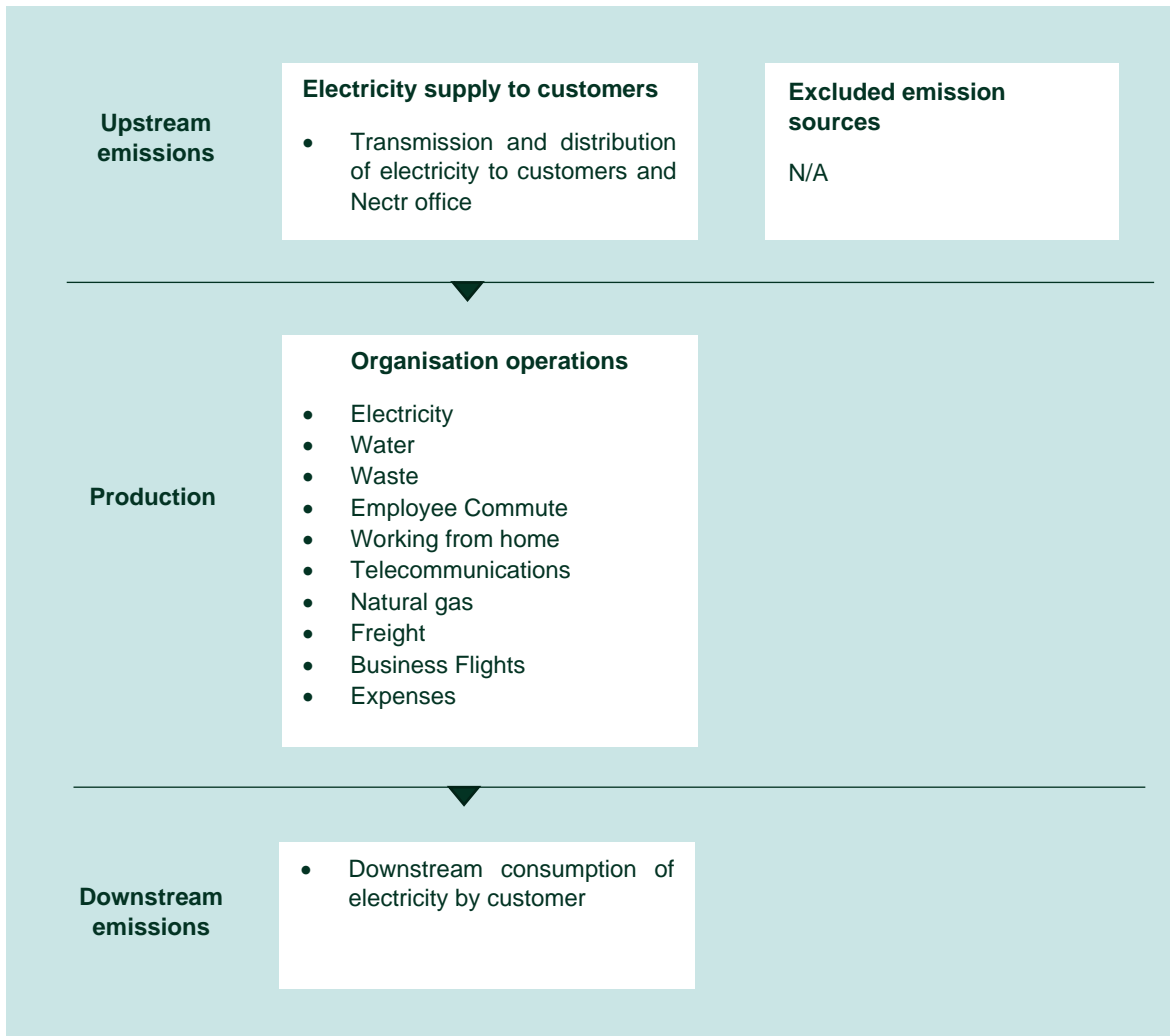 Upstream
emissions
Electricity supply to customers
• Transmission and distribution
of electricity to customers and
Nectr office
Excluded emission
sources
N/A
Production
Organisation operations
• Electricity
• Water
• Waste
• Employee Commute
• Working from home
• Telecommunications
• Natural gas
• Freight
• Business Flights
• Expenses
Downstream
emissions
• Downstream consumption of
electricity by customer